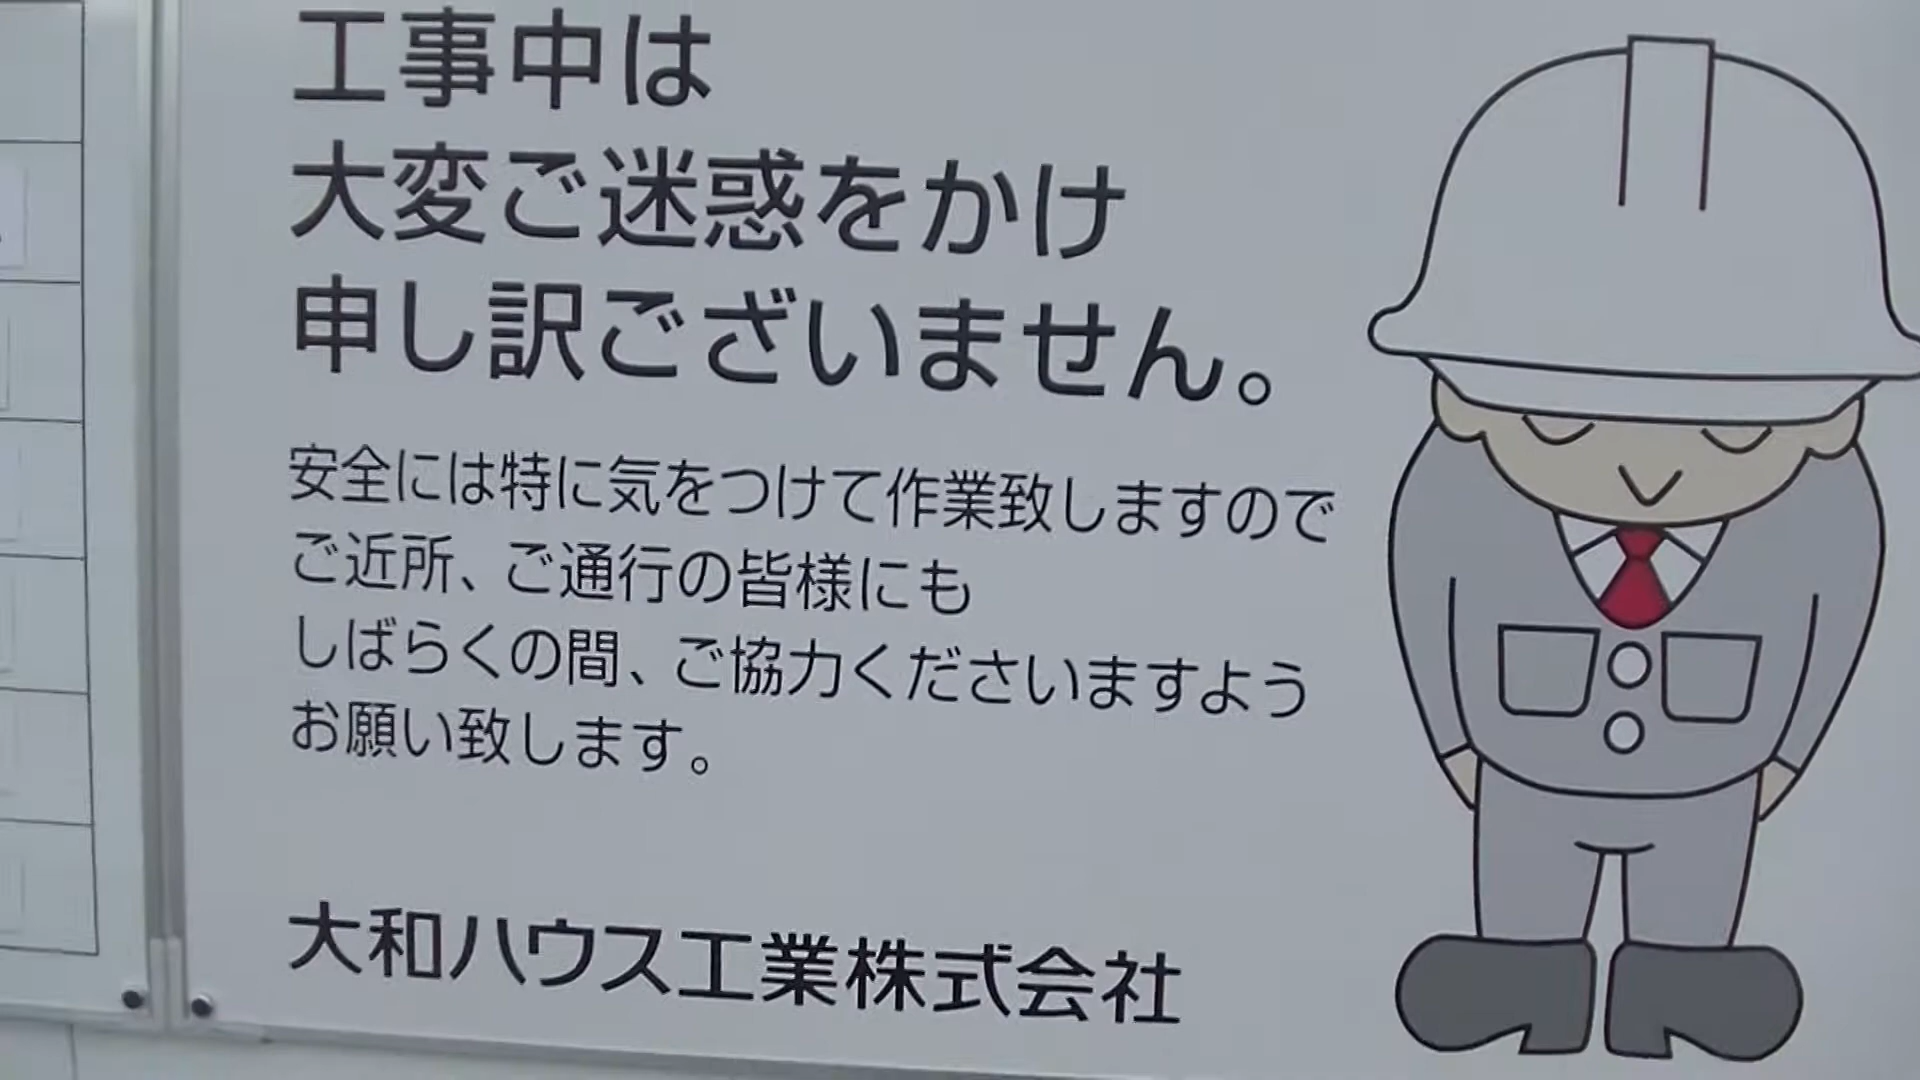 工事中は
大変ご迷惑をかけ
申し訳ございません。
安全には特に気をつけて作業致しますので
ご近所、ご通行の皆様にも
しばらくの間、ご協力くださいますよう
お願い致します。
大和ハウス工業株式会社